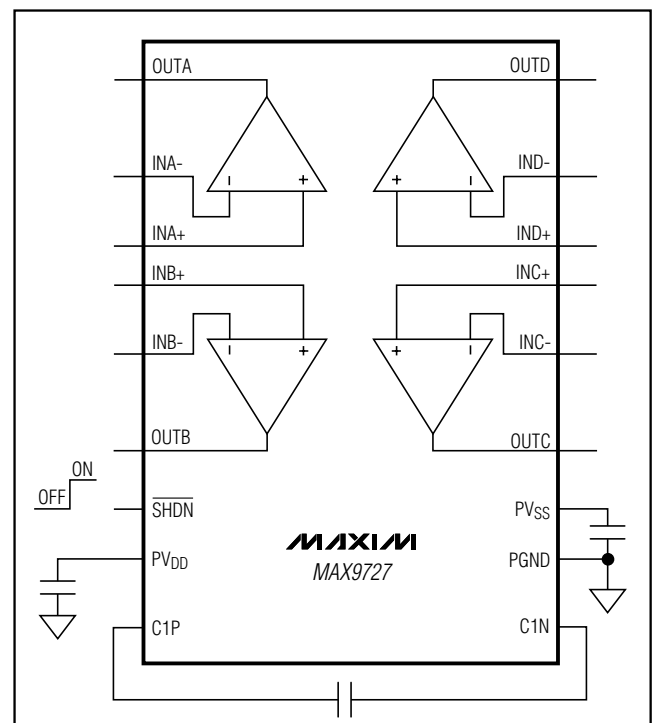 OUTA
OUTD
INA-
IND-
- +
+ -
INA+
IND+
INB+
INC+
INB-
INC-
- +
+ -
OUTB
OUTC
ON
OFF
SHDN
PVSS
MAXIM
PVDD
PGND
MAX9727
C1P
C1N